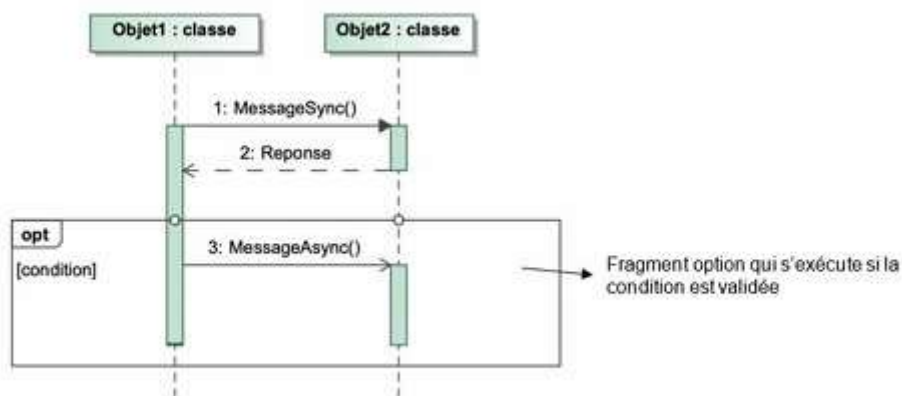 Objet1 : classe
Objet2 : classe
1: MessageSync()
2: Reponse
opt
3: MessageAsync()
[condition]
Fragment option qui s'exécute si la
condition est validée